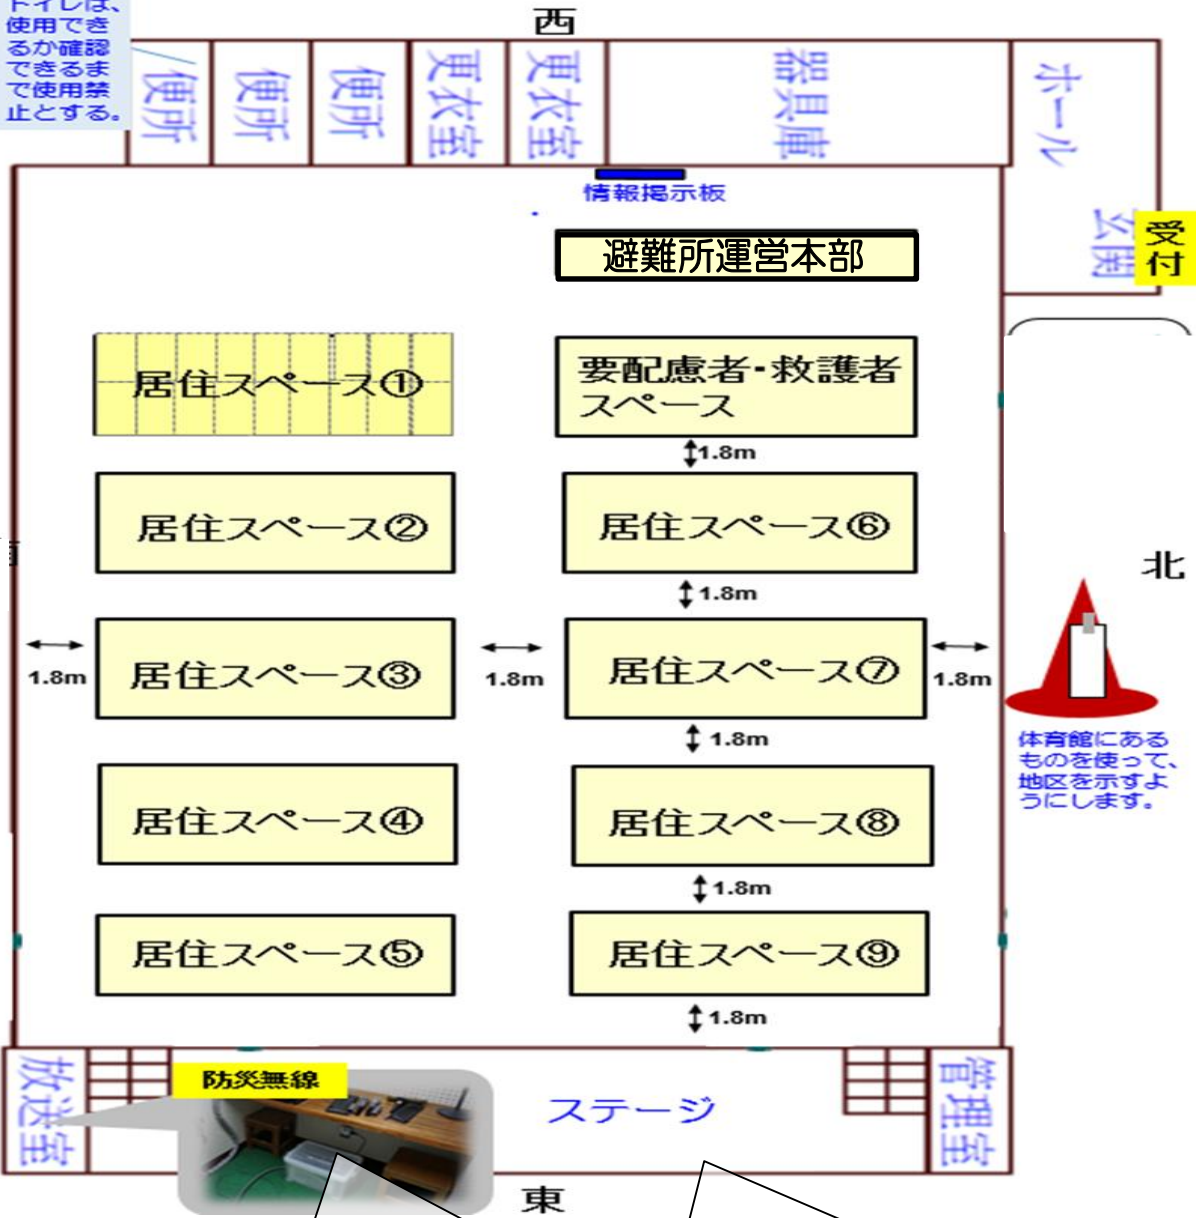 トイレは、
使用でき
るか確認
できるま
で使用禁
止とする。
西
便所
便所
便所
更衣室
更衣室
器具庫
ホール
玄関
受付
情報掲示板
避難所運営本部
居住スペース①
要配慮者・救護者
スペース
1.8m
居住スペース②
居住スペース⑥
北
1.8m
居住スペース③
居住スペース⑦
1.8m
1.8m
1.8m
体育館にある
ものを使って、
地区を示すよ
うにします。
1.8m
居住スペース④
居住スペース⑧
1.8m
居住スペース⑤
居住スペース⑨
1.8m
放送室
防災無線
ステージ
管理室
東